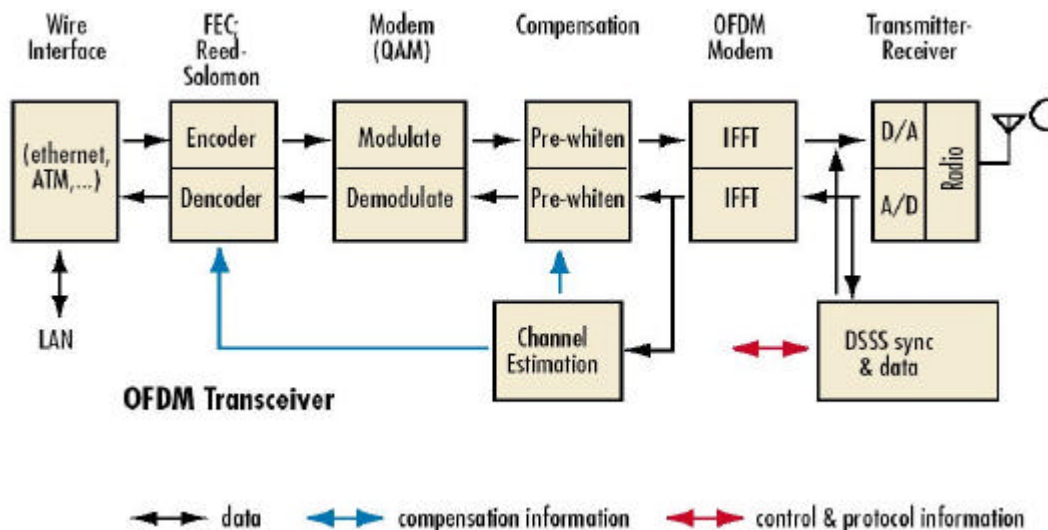 Wire
Interface
FEC;
Reed-
Solomon
Modem
(QAM)
Compensation
OFDM
Modem
Transmitter-
Receiver
(ethernet,
ATM,...)
Encoder
Dencoder
Modulate
Demodulate
Pre-whiten
Pre-whiten
IFFT
IFFT
D/A
A/D
Radio
LAN
Channel
Estimation
DSSS sync
& data
OFDM Transceiver
data
compensation information
control & protocol information